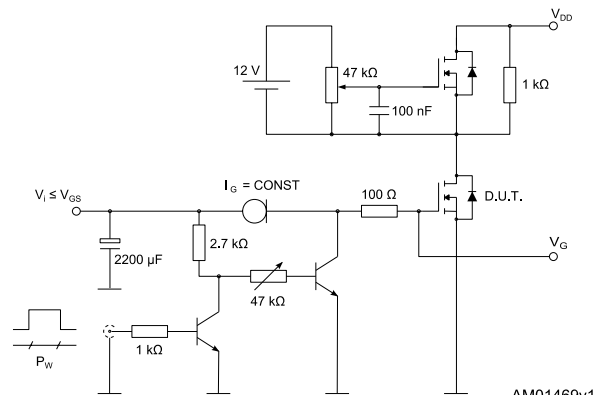 V_DD
12 V
47 kΩ
1 kΩ
100 nF
V_i ≤ V_GS
I_G = CONST
100 Ω
D.U.T.
2.7 kΩ
2200 μF
V_G
47 kΩ
1 kΩ
P_W
AM01469v1